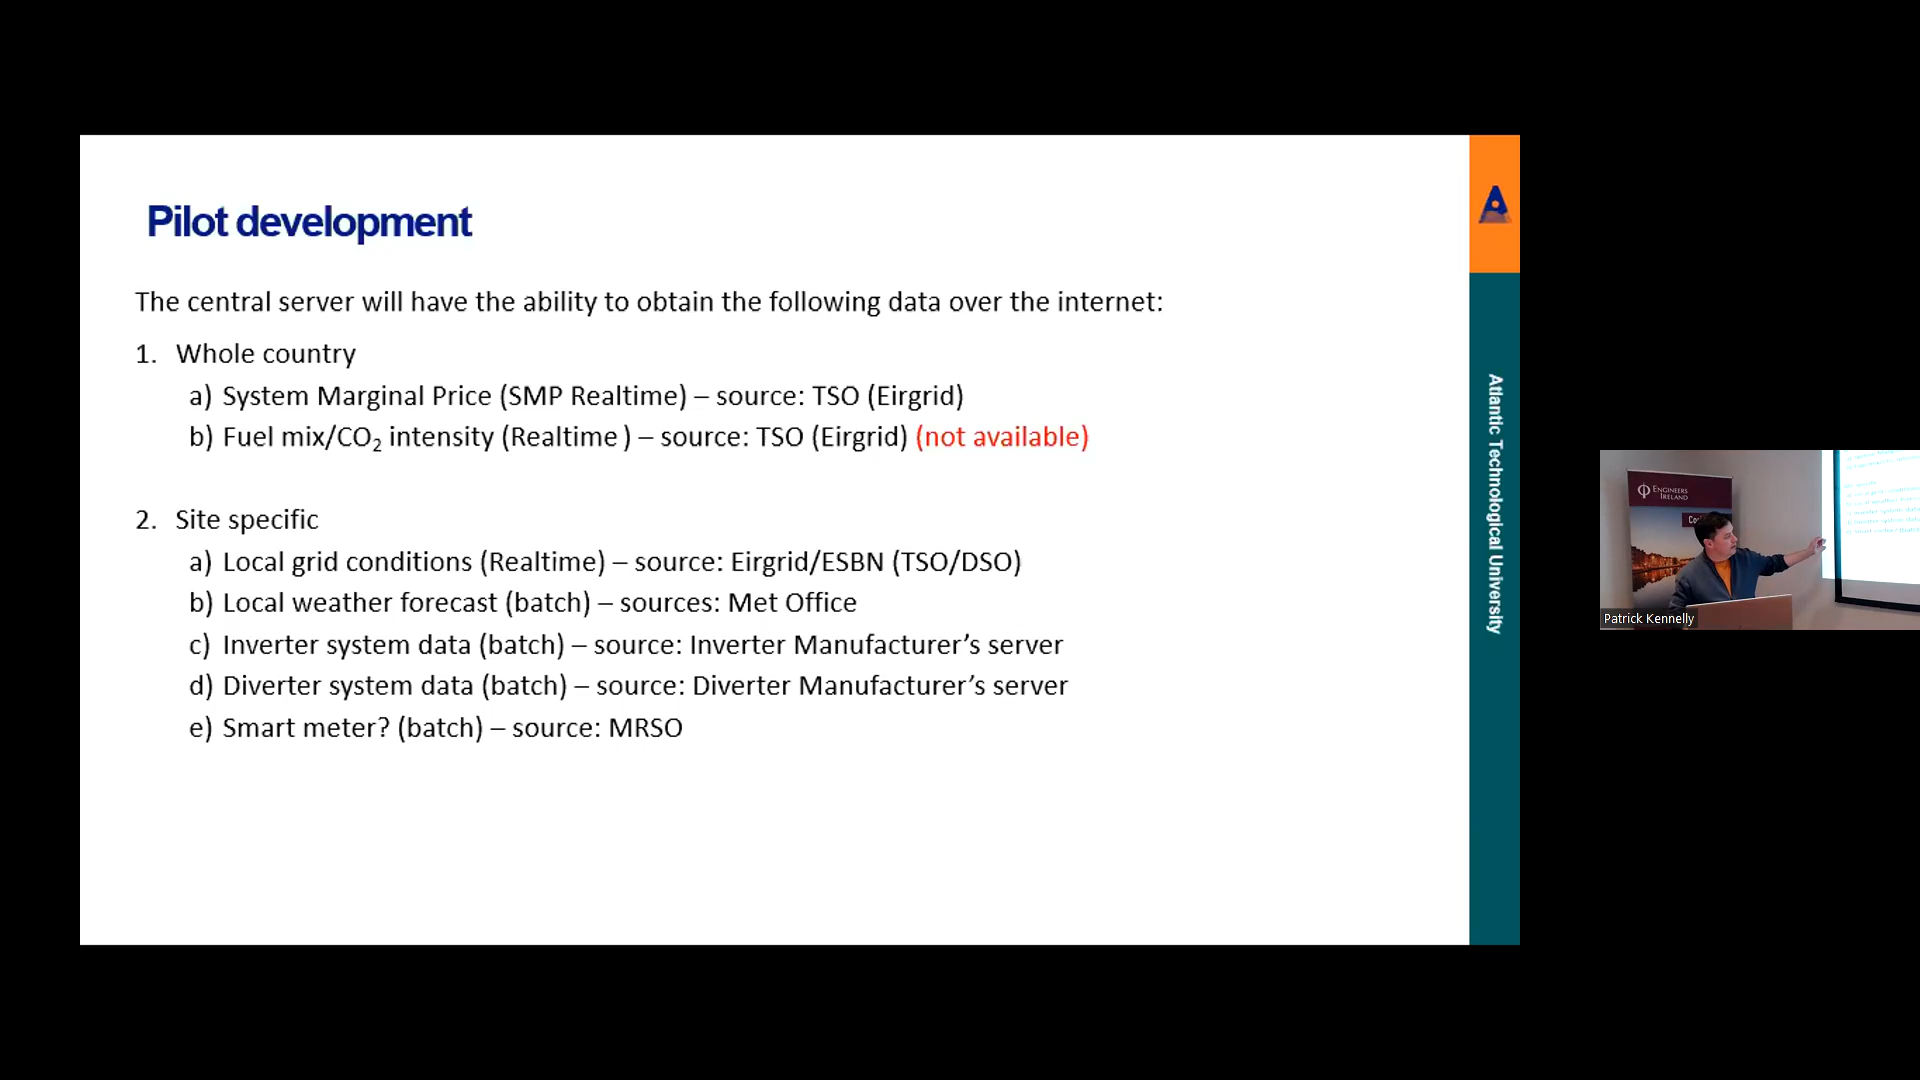 Pilot development
The central server will have the ability to obtain the following data over the internet:
1. Whole country
a) System Marginal Price (SMP Realtime) – source: TSO (Eirgrid)
b) Fuel mix/CO₂ intensity (Realtime ) – source: TSO (Eirgrid) (not available)
2. Site specific
a) Local grid conditions (Realtime) – source: Eirgrid/ESBN (TSO/DSO)
b) Local weather forecast (batch) – sources: Met Office
c) Inverter system data (batch) – source: Inverter Manufacturer’s server
d) Diverter system data (batch) – source: Diverter Manufacturer’s server
e) Smart meter? (batch) – source: MRSO
Atlantic Technological University
ENGINEERS
IRELAND
Patrick Kennelly